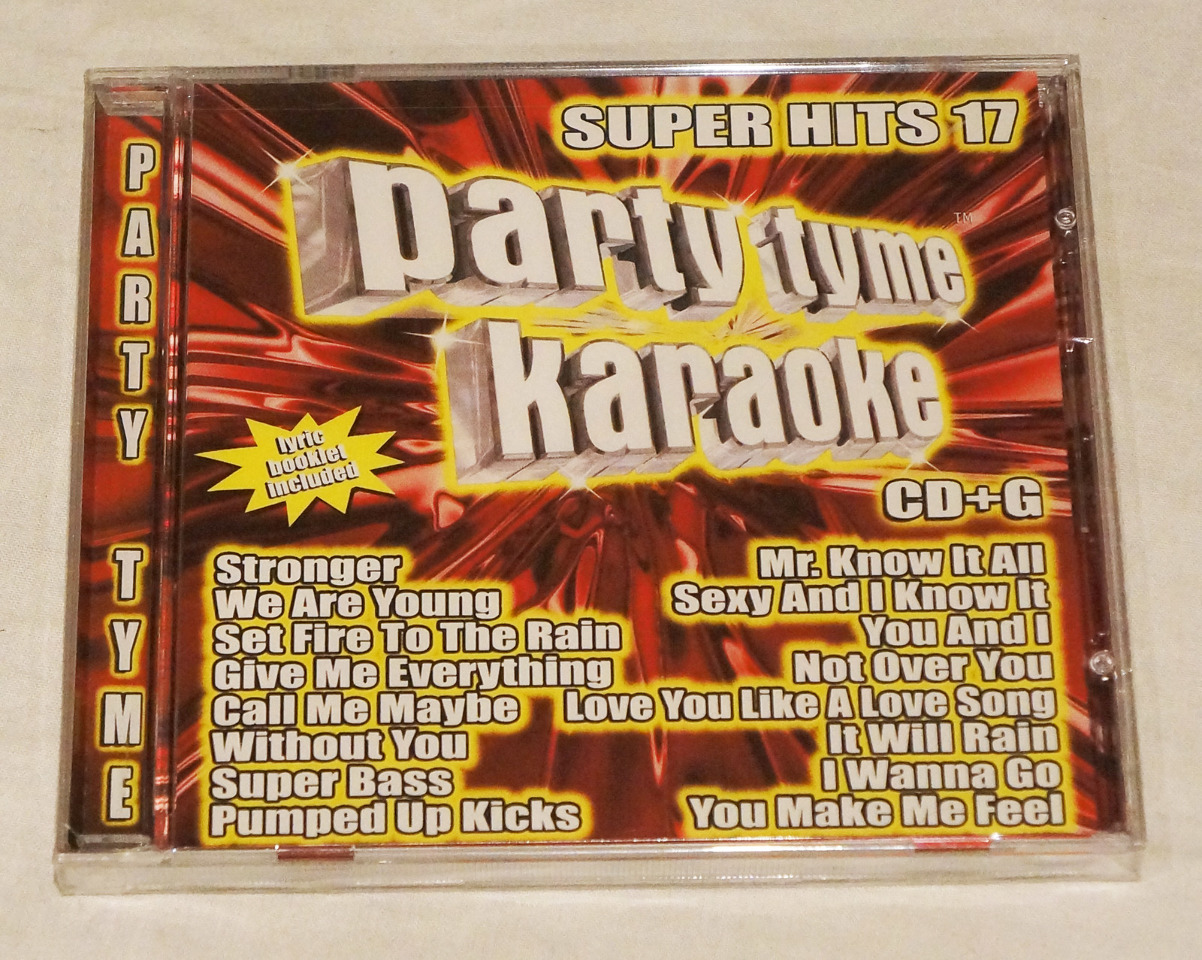 PARTY TYME
SUPER HITS 17
party tyme™
karaoke
lyric
booklet
included
CD+G
Stronger
We Are Young
Set Fire To The Rain
Give Me Everything
Call Me Maybe
Without You
Super Bass
Pumped Up Kicks
Mr. Know It All
Sexy And I Know It
You And I
Not Over You
Love You Like A Love Song
It Will Rain
I Wanna Go
You Make Me Feel